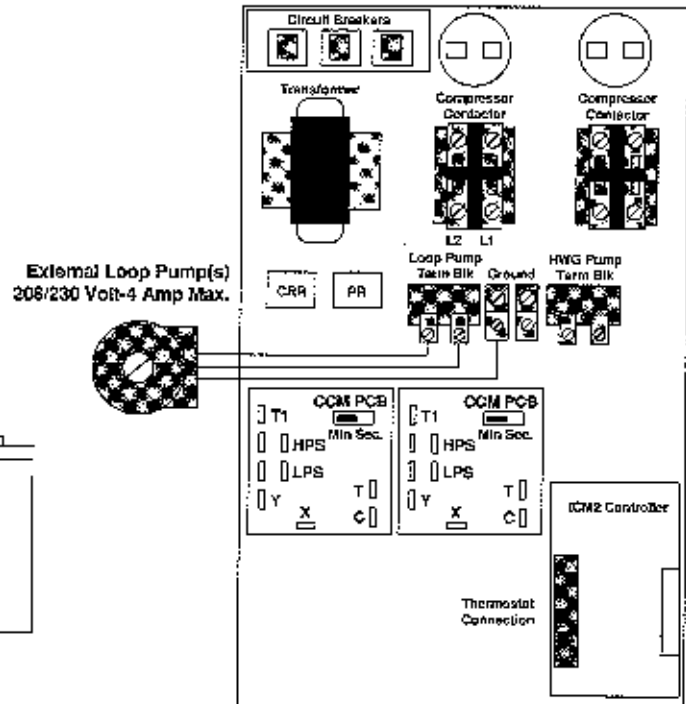 Circuit Breakers
Transformer
Compressor
Contactor
Compressor
Contactor
L2 L1
Loop Pump
Term Blk
Ground
HWG Pump
Term Blk
External Loop Pump(s)
208/230 Volt-4 Amp Max.
CRR
PR
CCM PCB
T1
Min Sec.
HPS
LPS
Y
T
X
C
CCM PCB
T1
Min Sec.
HPS
LPS
Y
T
X
C
ICM2 Controller
Thermostat
Connection